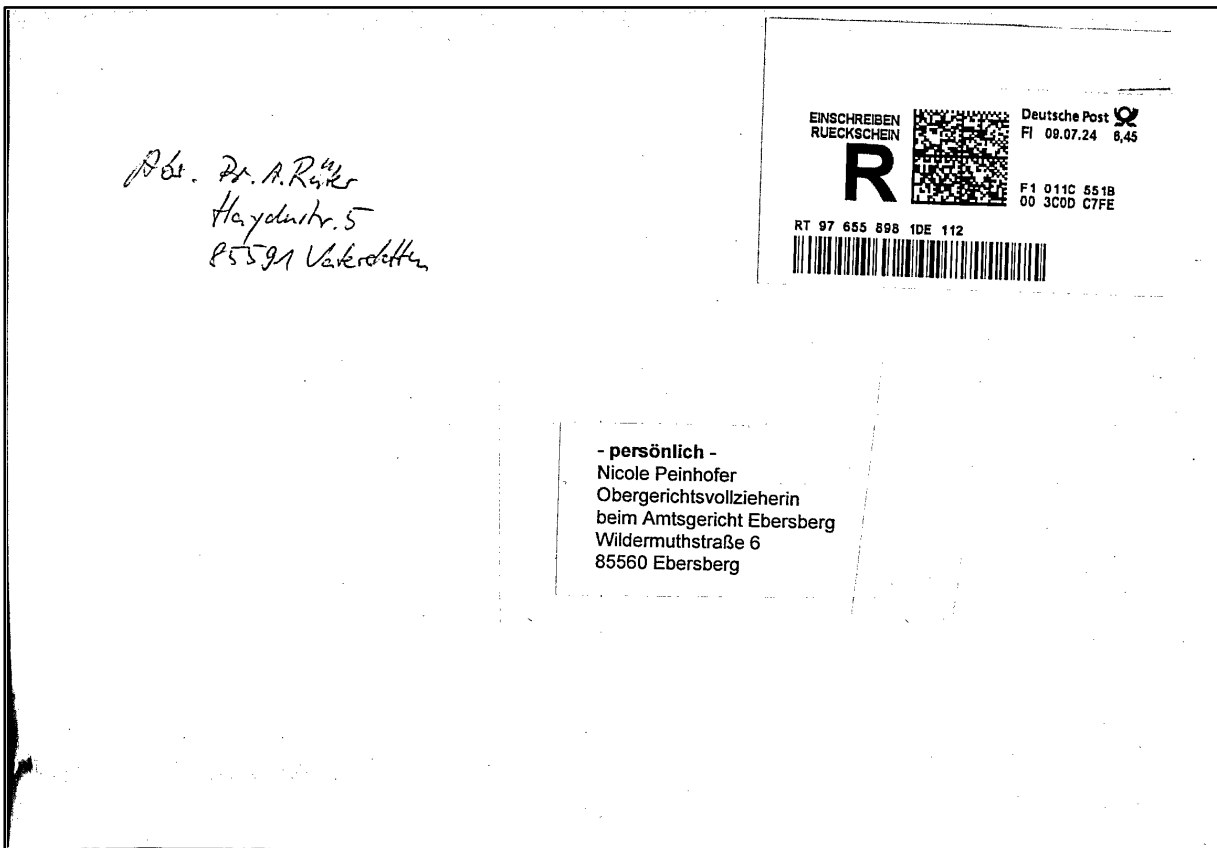 Abs. Dr. A. Rüter
Haydnstr. 5
85591 Vaterstetten
EINSCHREIBEN
RUECKSCHEIN
R
Deutsche Post
FI 09.07.24 6,45
F1 011C 551B
00 3C0D C7FE
RT 97 655 898 1DE 112
- persönlich -
Nicole Peinhofer
Obergerichtsvollzieherin
beim Amtsgericht Ebersberg
Wildermuthstraße 6
85560 Ebersberg